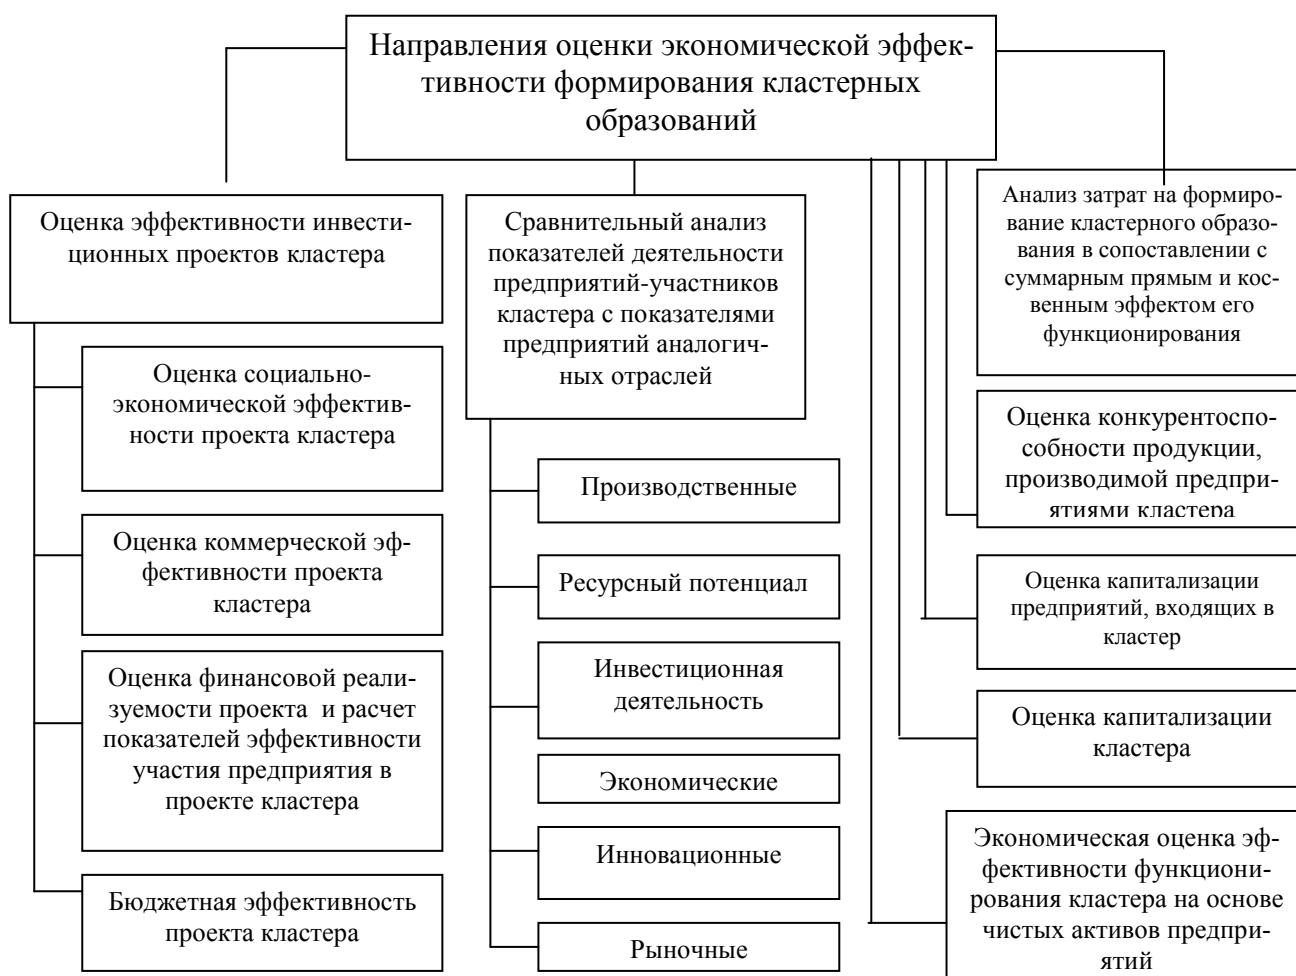 Направления оценки экономической эффек-
тивности формирования кластерных
образований
Оценка эффективности инвести-
ционных проектов кластера
Оценка социально-
экономической эффектив-
ности проекта кластера
Оценка коммерческой эф-
фективности проекта
кластера
Оценка финансовой реали-
зуемости проекта и расчет
показателей эффективности
участия предприятия в
проекте кластера
Бюджетная эффективность
проекта кластера
Сравнительный анализ
показателей деятельности
предприятий-участников
кластера с показателями
предприятий аналогич-
ных отраслей
Производственные
Ресурсный потенциал
Инвестиционная
деятельность
Экономические
Инновационные
Рыночные
Анализ затрат на формиро-
вание кластерного образо-
вания в сопоставлении с
суммарным прямым и кос-
венным эффектом его
функционирования
Оценка конкурентоспо-
собности продукции,
производимой предпри-
ятиями кластера
Оценка капитализации
предприятий, входящих в
кластер
Оценка капитализации
кластера
Экономическая оценка эф-
фективности функциони-
рования кластера на основе
чистых активов предпри-
ятий